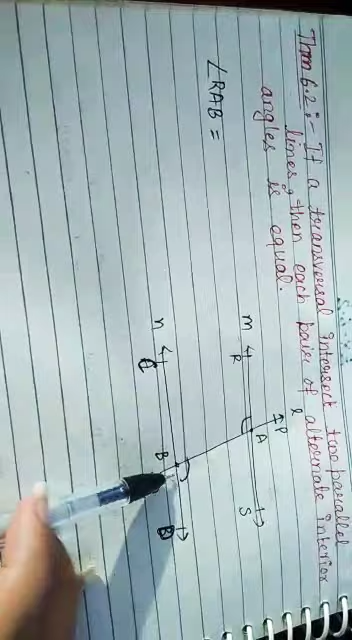 Thm 6.2 :- If a transversal intersect two parallel
lines, then each pair of alternate interior
angles is equal.
∠RAB =
l
P
m R A S
n C B D